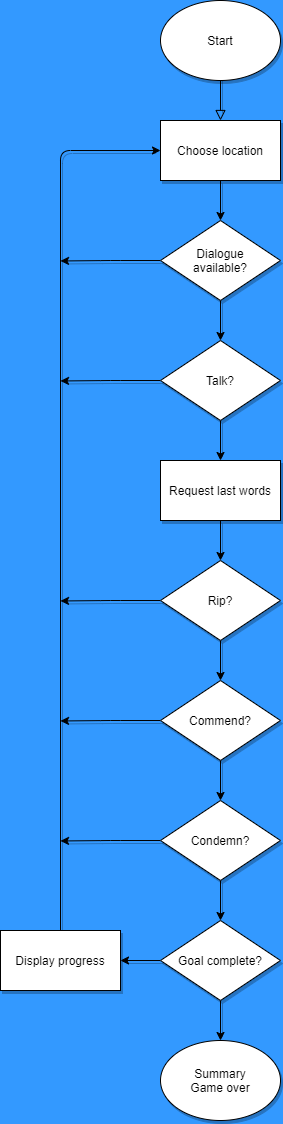 Start
Choose location
Dialogue
available?
Talk?
Request last words
Rip?
Commend?
Condemn?
Display progress
Goal complete?
Summary
Game over